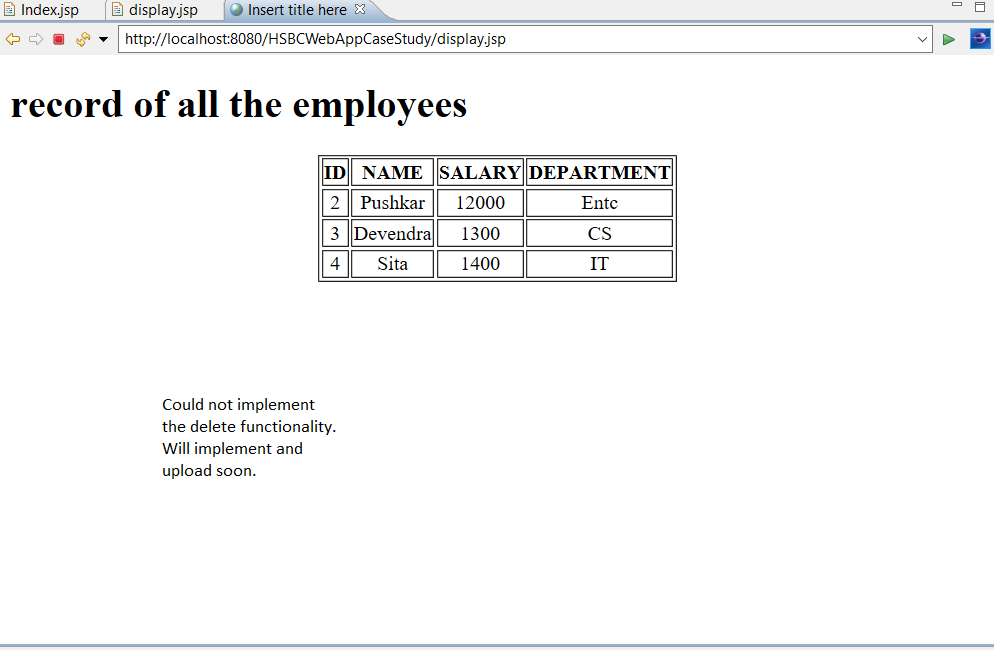 Index.jsp display.jsp Insert title here
http://localhost:8080/HSBCWebAppCaseStudy/display.jsp
record of all the employees
ID NAME SALARY DEPARTMENT
2 Pushkar 12000 Entc
3 Devendra 1300 CS
4 Sita 1400 IT
Could not implement
the delete functionality.
Will implement and
upload soon.